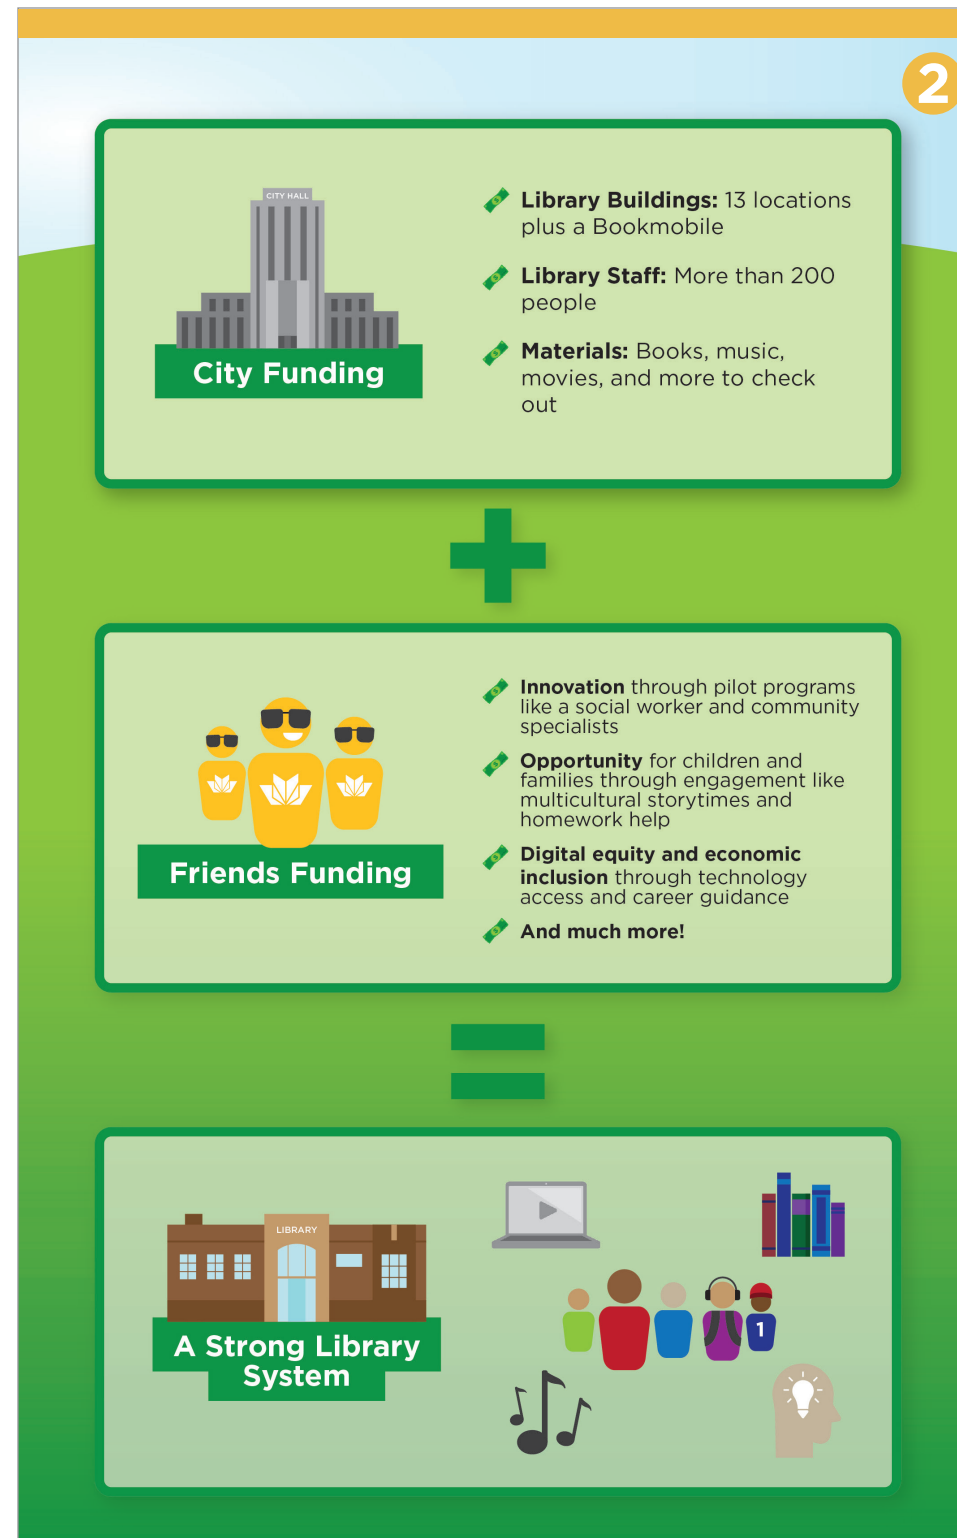 2
CITY HALL
City Funding
Library Buildings: 13 locations
plus a Bookmobile
Library Staff: More than 200
people
Materials: Books, music,
movies, and more to check
out
Friends Funding
Innovation through pilot programs
like a social worker and community
specialists
Opportunity for children and
families through engagement like
multicultural storytimes and
homework help
Digital equity and economic
inclusion through technology
access and career guidance
And much more!
LIBRARY
A Strong Library
System
1